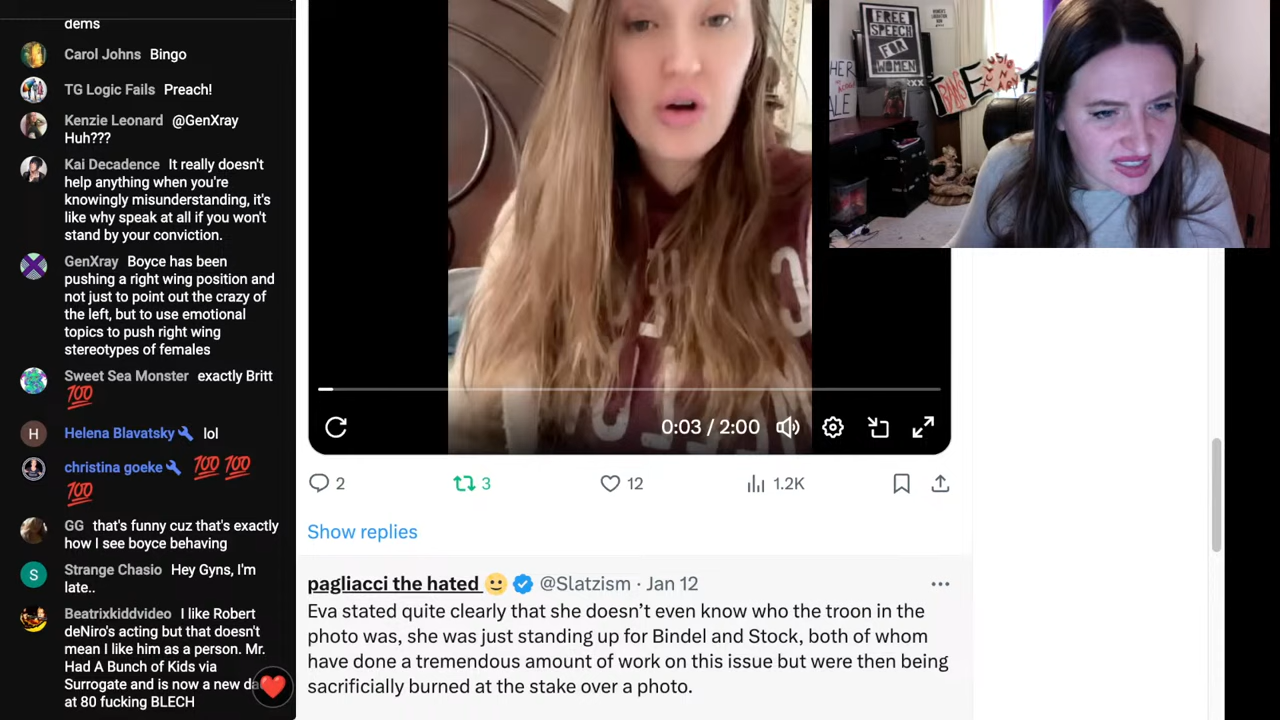 dems
Carol Johns Bingo
TG Logic Fails Preach!
Kenzie Leonard @GenXray
Huh???
Kai Decadence It really doesn't
help anything when you're
knowingly misunderstanding, it's
like why speak at all if you won't
stand by your conviction.
GenXray Boyce has been
pushing a right wing position and
not just to point out the crazy of
the left, but to use emotional
topics to push right wing
stereotypes of females
Sweet Sea Monster exactly Britt
💯
H
Helena Blavatsky lol
christina goeke 💯 💯
💯
GG that's funny cuz that's exactly
how I see boyce behaving
S
Strange Chasio Hey Gyns, I'm
late..
Beatrixkiddvideo I like Robert
deNiro's acting but that doesn't
mean I like him as a person. Mr.
Had A Bunch of Kids via
Surrogate and is now a new da
at 80 fucking BLECH
0:03 / 2:00
2
3
12
1.2K
Show replies
pagliacci the hated 🙂 @Slatzism · Jan 12
Eva stated quite clearly that she doesn't even know who the troon in the
photo was, she was just standing up for Bindel and Stock, both of whom
have done a tremendous amount of work on this issue but were then being
sacrificially burned at the stake over a photo.
FREE
SPEECH
FOR
WOMEN